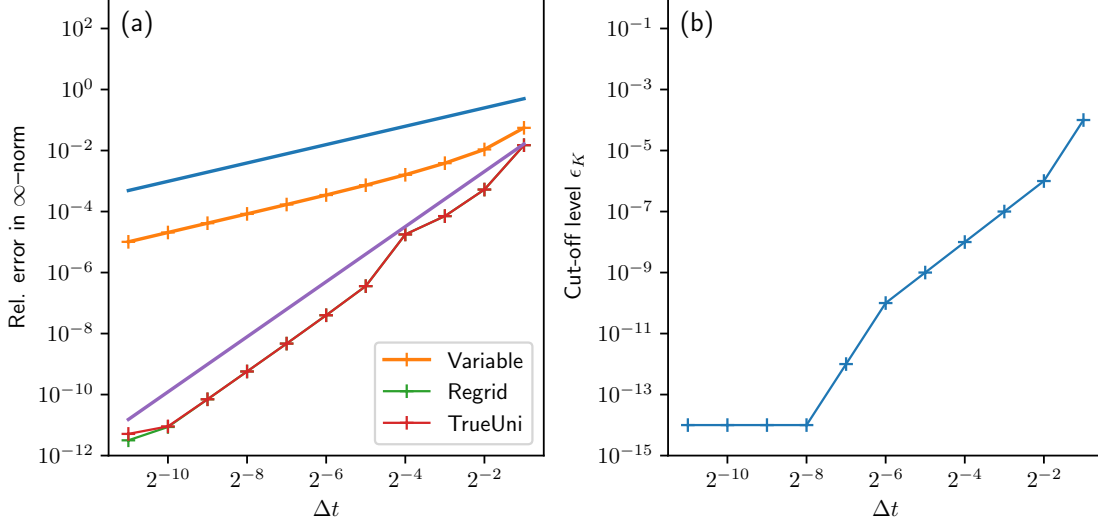 (a)
Rel. error in ∞–norm
10^2
10^0
10^−2
10^−4
10^−6
10^−8
10^−10
10^−12
2^−10 2^−8 2^−6 2^−4 2^−2
Δt
Variable
Regrid
TrueUni
(b)
Cut-off level ϵ_K
10^−1
10^−3
10^−5
10^−7
10^−9
10^−11
10^−13
10^−15
2^−10 2^−8 2^−6 2^−4 2^−2
Δt